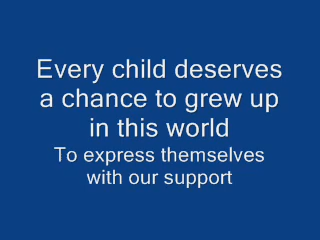 Every child deserves
a chance to grew up
in this world
To express themselves
with our support